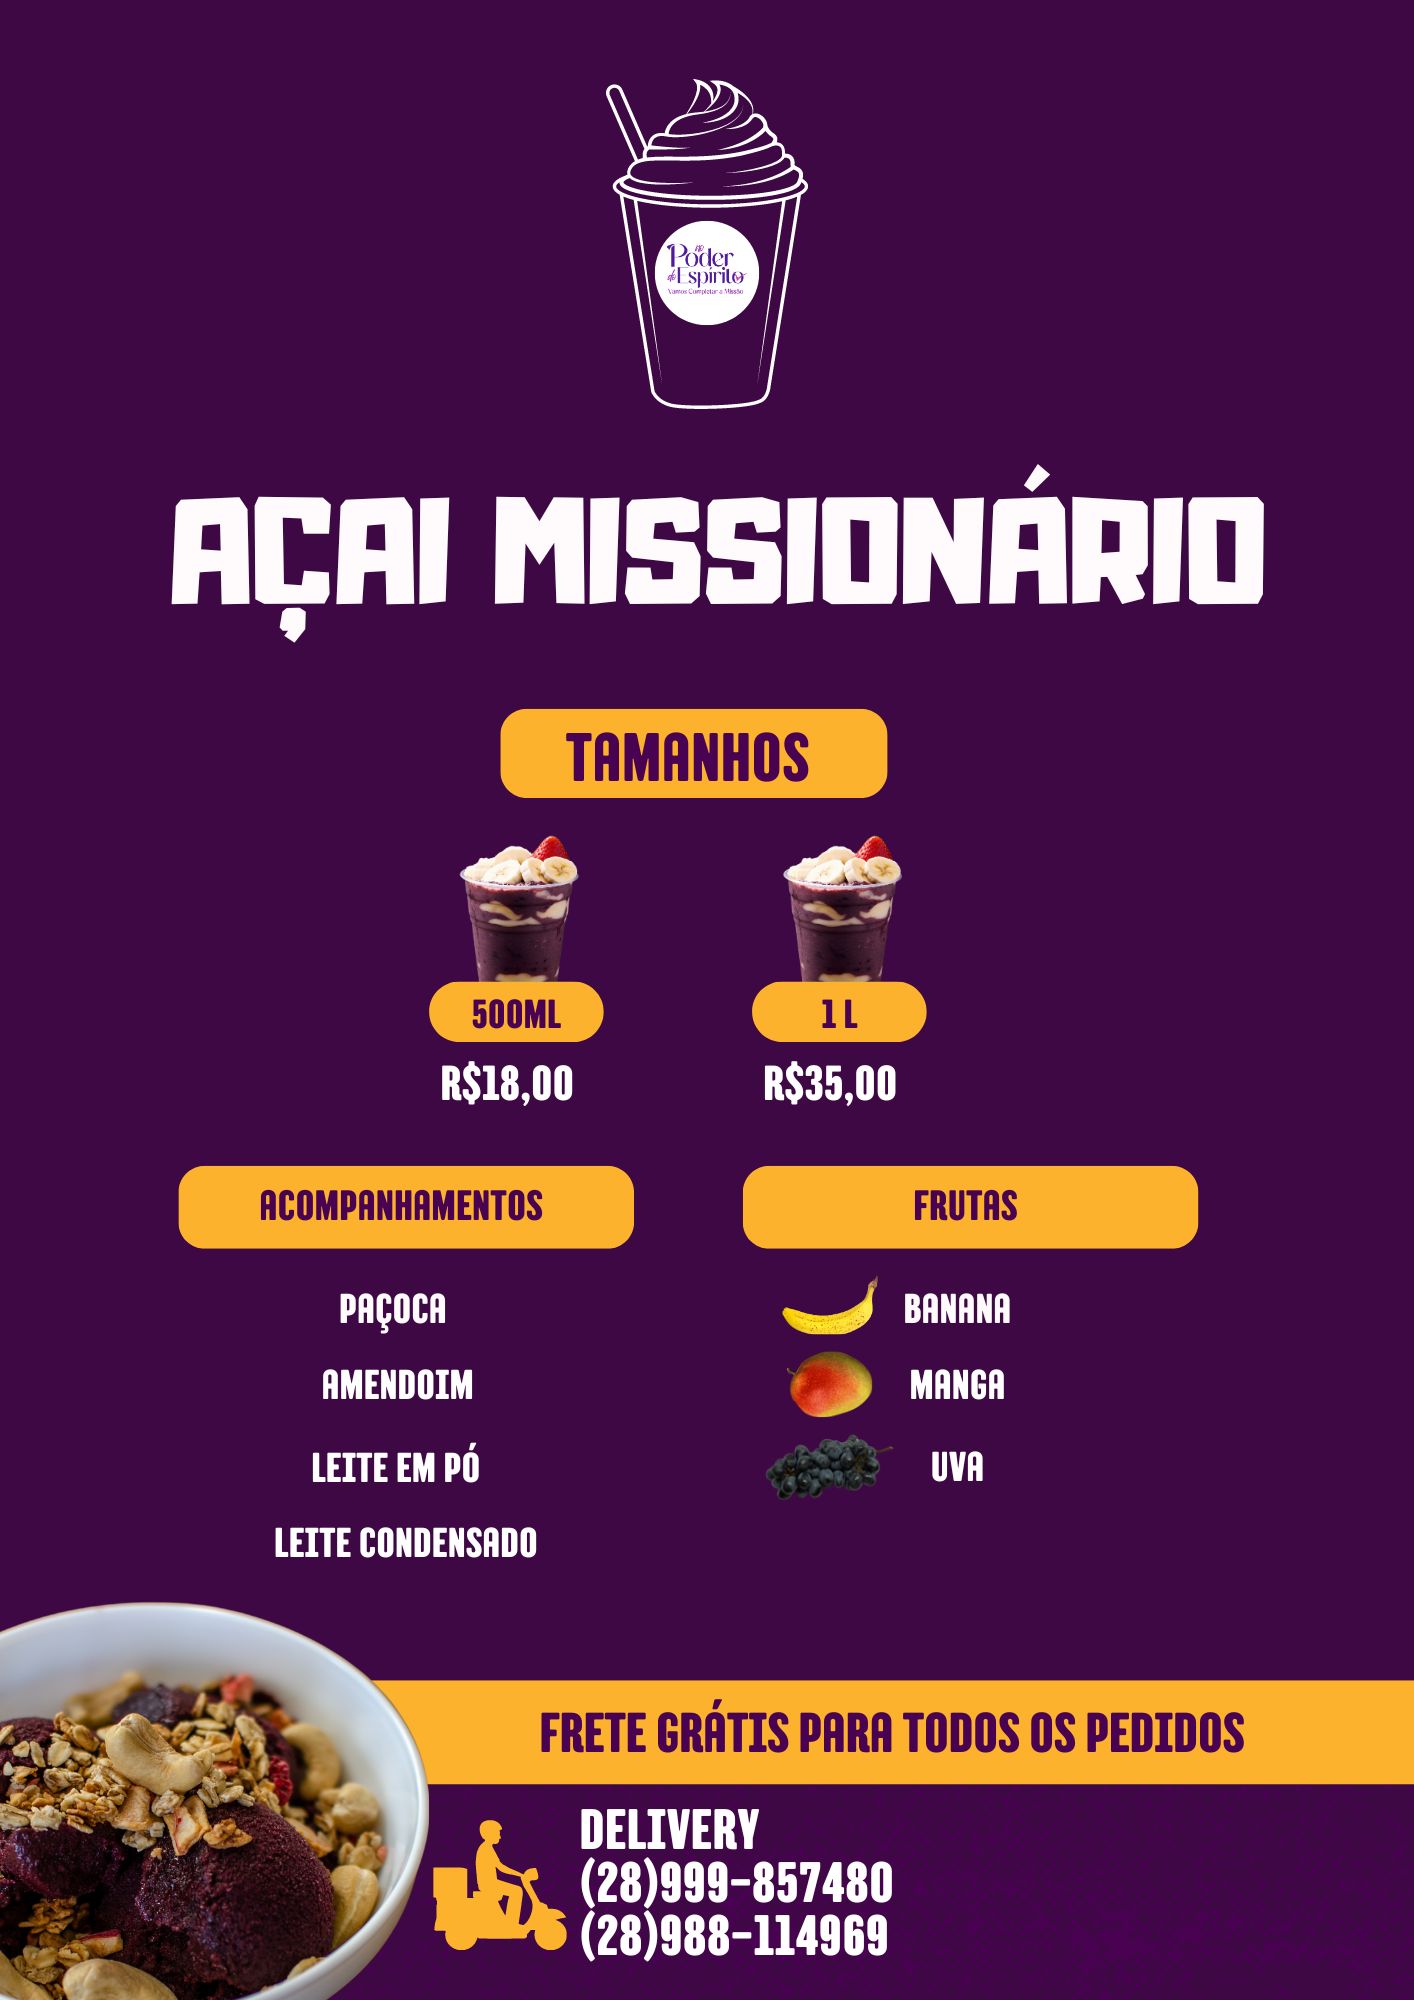 no
Poder
do Espírito
Vamos Completar a Missão
AÇAI MISSIONÁRIO
TAMANHOS
500ML
1 L
R$18,00
R$35,00
ACOMPANHAMENTOS
FRUTAS
PAÇOCA
BANANA
AMENDOIM
MANGA
LEITE EM PÓ
UVA
LEITE CONDENSADO
FRETE GRÁTIS PARA TODOS OS PEDIDOS
DELIVERY
(28)999-857480
(28)988-114969